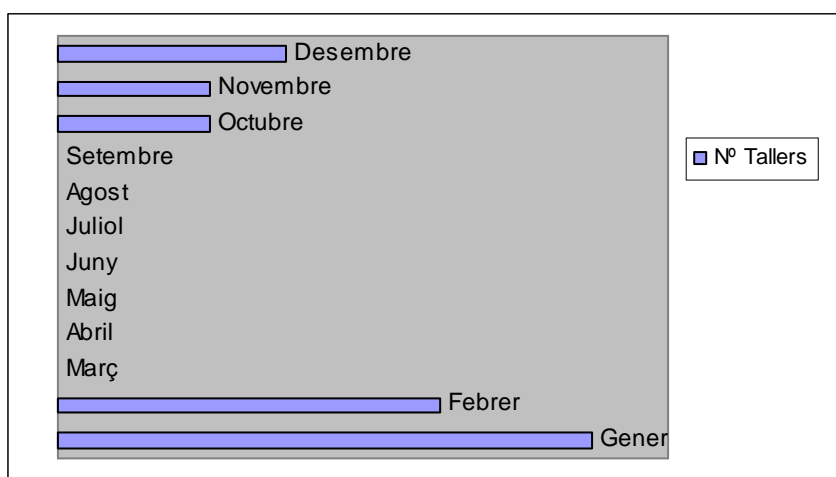 Desembre
Novembre
Octubre
Setembre
Agost
Juliol
Juny
Maig
Abril
Març
Febrer
Gener
Nº Tallers